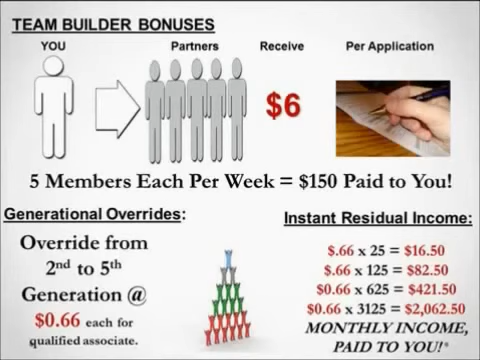 TEAM BUILDER BONUSES
YOU
Partners
Receive
Per Application
$6
5 Members Each Per Week = $150 Paid to You!
Generational Overrides:
Override from
2nd to 5th
Generation @
$0.66 each for
qualified associate.
Instant Residual Income:
$.66 x 25 = $16.50
$.66 x 125 = $82.50
$0.66 x 625 = $421.50
$0.66 x 3125 = $2,062.50
MONTHLY INCOME,
PAID TO YOU!*